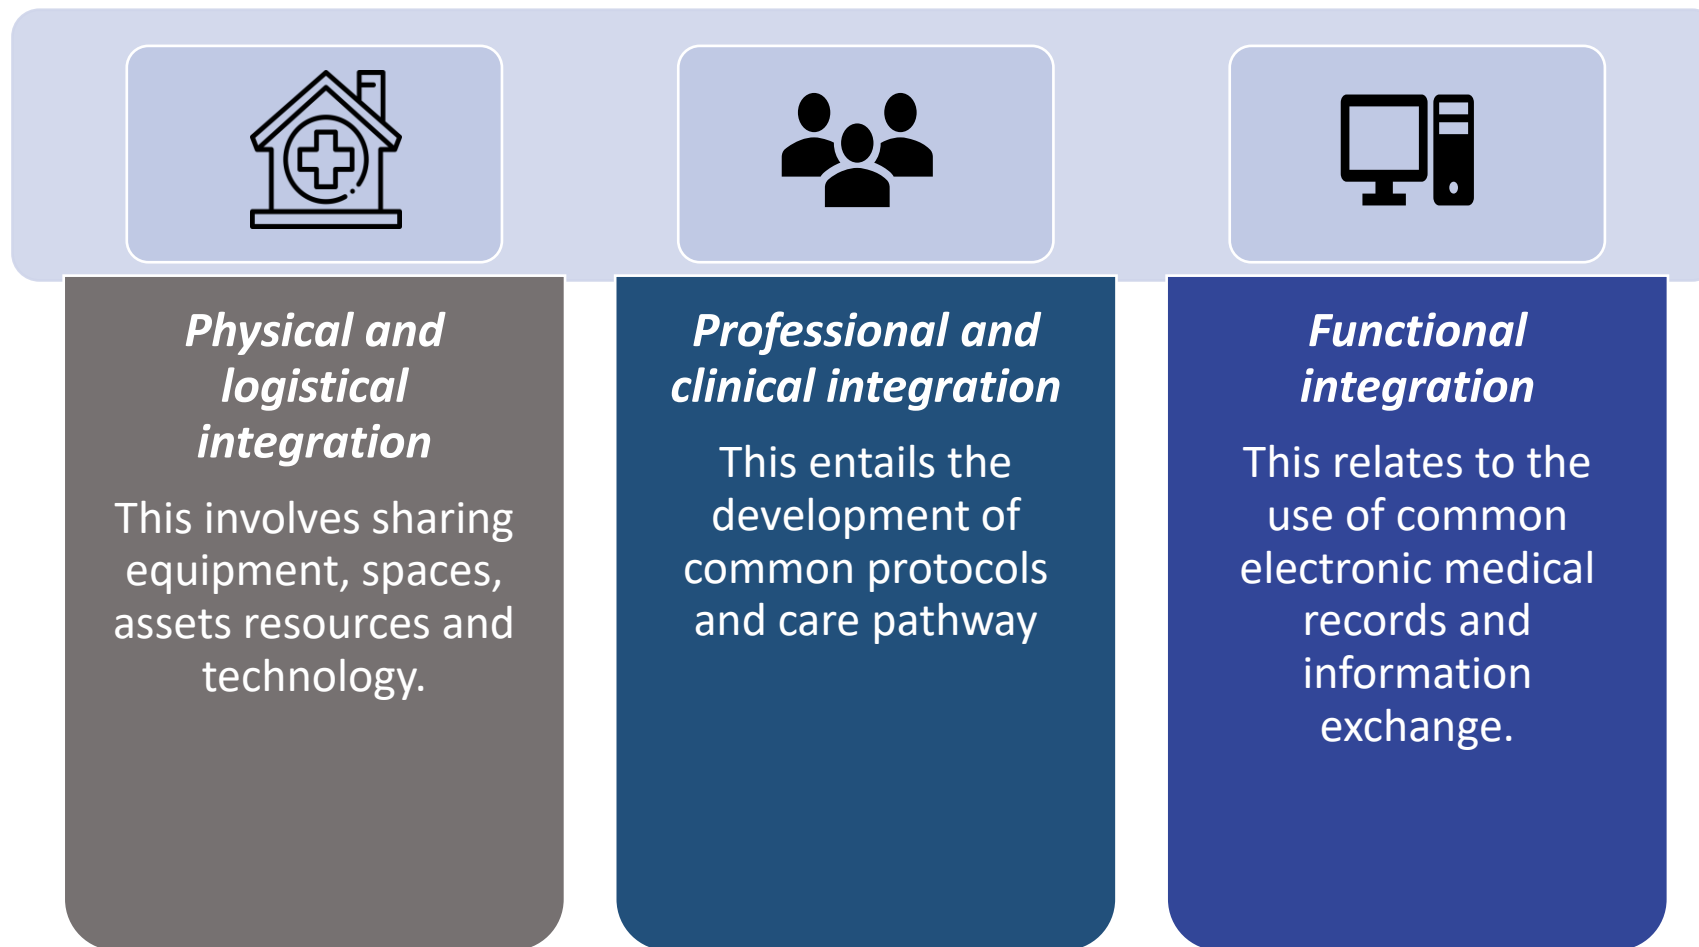 Physical and
logistical
integration
This involves sharing
equipment, spaces,
assets resources and
technology.
Professional and
clinical integration
This entails the
development of
common protocols
and care pathway
Functional
integration
This relates to the
use of common
electronic medical
records and
information
exchange.